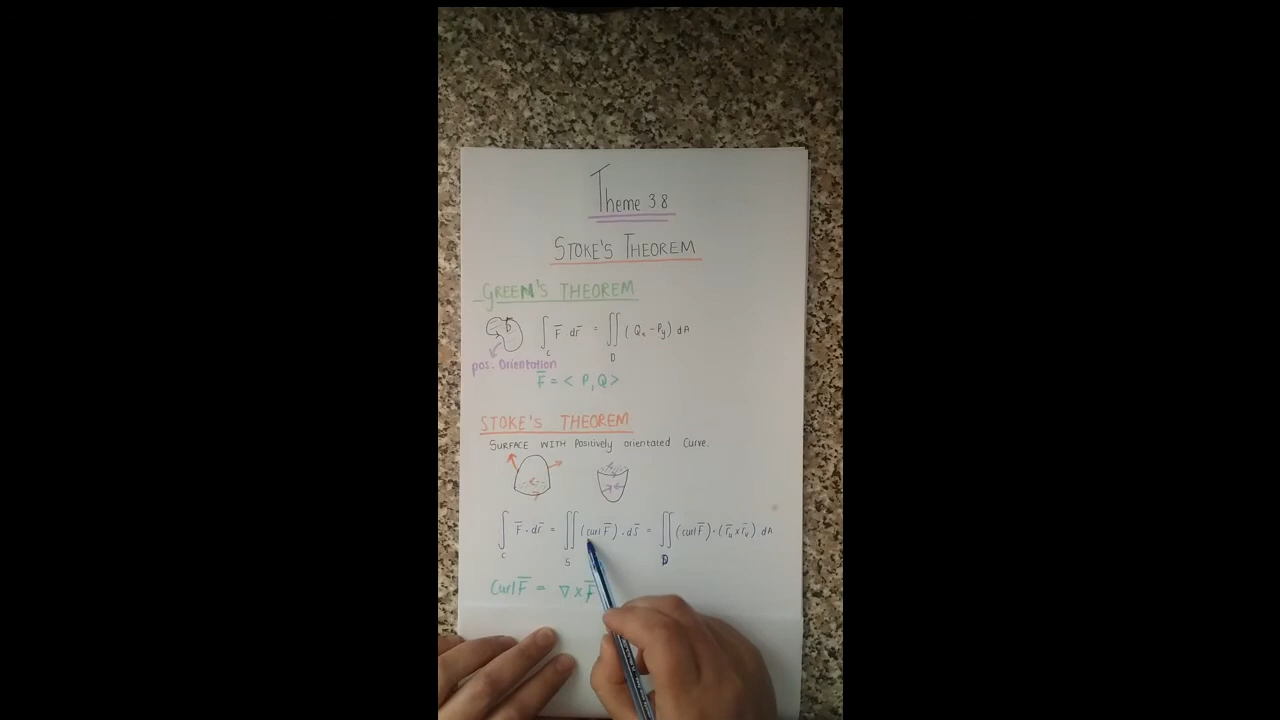 Theme 38
STOKE'S THEOREM
GREEN'S THEOREM
D ∫_C F̅ dr̅ = ∬_D (Qₓ - P_y) dA
pos. Orientation
F̅ = < P, Q >
STOKE'S THEOREM
SURFACE WITH Positively orientated Curve.
∫_C F̅ · dr̅ = ∬_S (curl F̅) · dS̅ = ∬_D (curl F̅) · (r̅_u × r̅_v) dA
Curl F̅ = ∇ × F̅